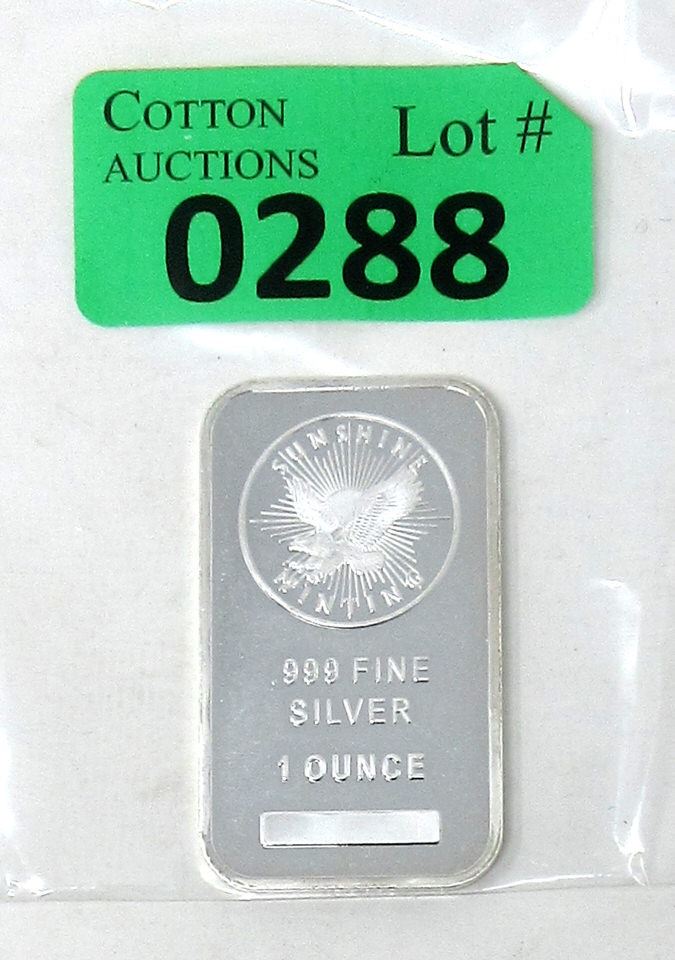 COTTON
AUCTIONS
Lot #
0288
SUNSHINE
MINTING
.999 FINE
SILVER
1 OUNCE